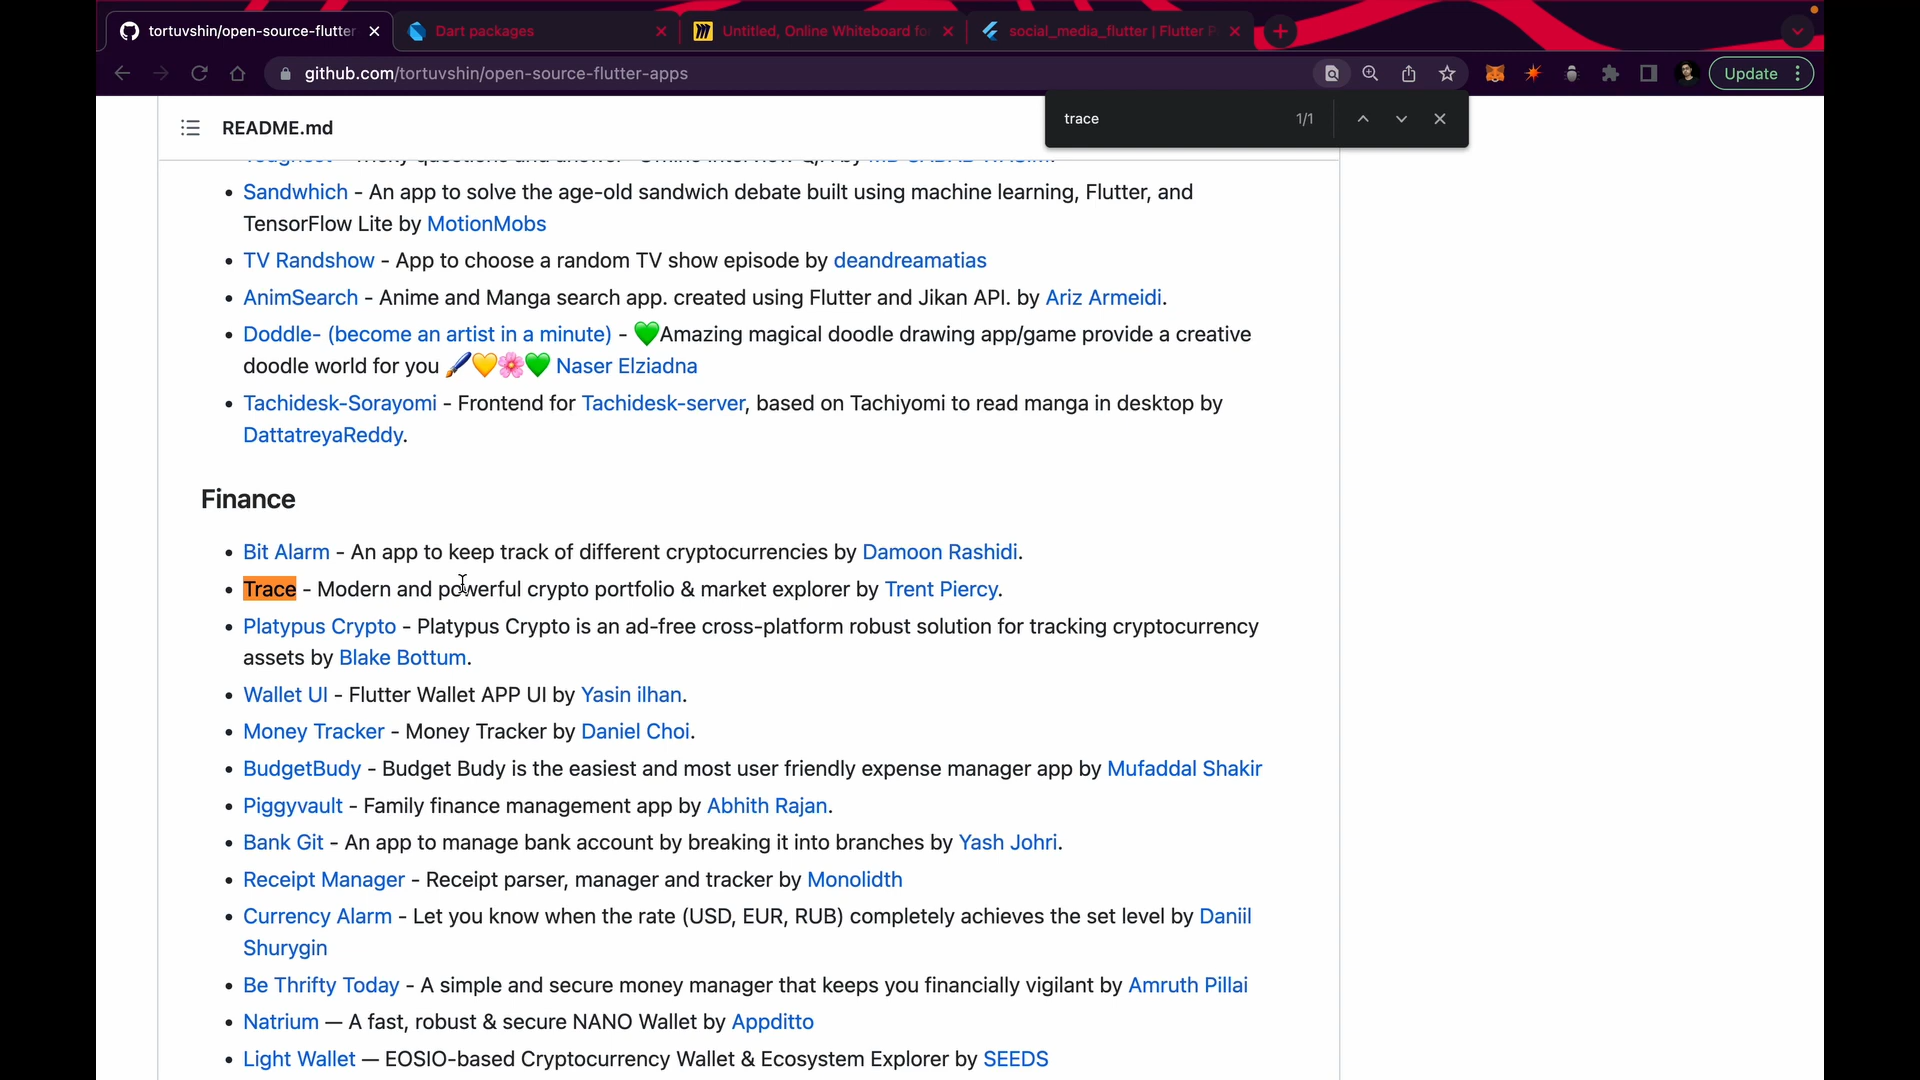 tortuvshin/open-source-flutter
Dart packages
Untitled, Online Whiteboard fo
social_media_flutter | Flutter P
github.com/tortuvshin/open-source-flutter-apps
Update
trace
1/1
README.md
Sandwhich - An app to solve the age-old sandwich debate built using machine learning, Flutter, and
TensorFlow Lite by MotionMobs
TV Randshow - App to choose a random TV show episode by deandreamatias
AnimSearch - Anime and Manga search app. created using Flutter and Jikan API. by Ariz Armeidi.
Doddle- (become an artist in a minute) - 💚Amazing magical doodle drawing app/game provide a creative
doodle world for you 🖌️💛🌸💚 Naser Elziadna
Tachidesk-Sorayomi - Frontend for Tachidesk-server, based on Tachiyomi to read manga in desktop by
DattatreyaReddy.
Finance
Bit Alarm - An app to keep track of different cryptocurrencies by Damoon Rashidi.
Trace - Modern and powerful crypto portfolio & market explorer by Trent Piercy.
Platypus Crypto - Platypus Crypto is an ad-free cross-platform robust solution for tracking cryptocurrency
assets by Blake Bottum.
Wallet UI - Flutter Wallet APP UI by Yasin ilhan.
Money Tracker - Money Tracker by Daniel Choi.
BudgetBudy - Budget Budy is the easiest and most user friendly expense manager app by Mufaddal Shakir
Piggyvault - Family finance management app by Abhith Rajan.
Bank Git - An app to manage bank account by breaking it into branches by Yash Johri.
Receipt Manager - Receipt parser, manager and tracker by Monolidth
Currency Alarm - Let you know when the rate (USD, EUR, RUB) completely achieves the set level by Daniil
Shurygin
Be Thrifty Today - A simple and secure money manager that keeps you financially vigilant by Amruth Pillai
Natrium — A fast, robust & secure NANO Wallet by Appditto
Light Wallet — EOSIO-based Cryptocurrency Wallet & Ecosystem Explorer by SEEDS